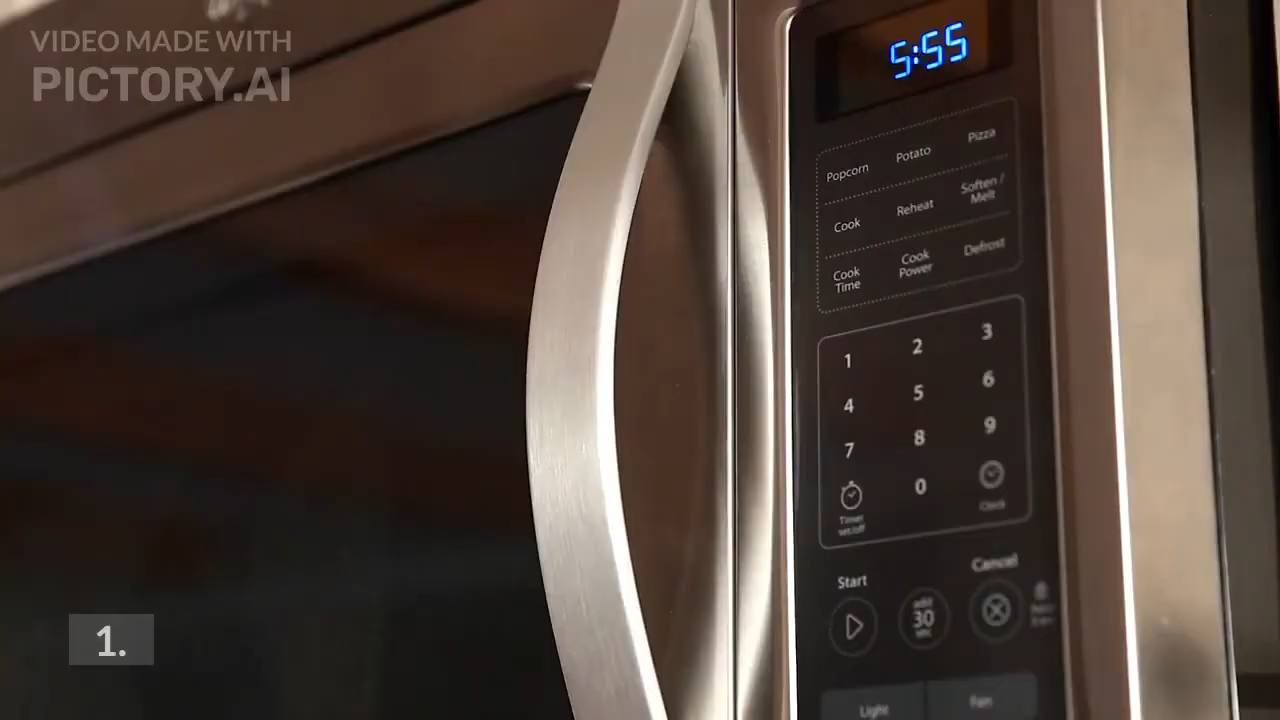 VIDEO MADE WITH
PICTORY.AI
5:55
Popcorn Potato Pizza
Cook Reheat Soften / Melt
Cook Time Cook Power Defrost
1 2 3
4 5 6
7 8 9
0
Timer set/off Clock
Start Cancel
add 30 sec
Light Fan
1.